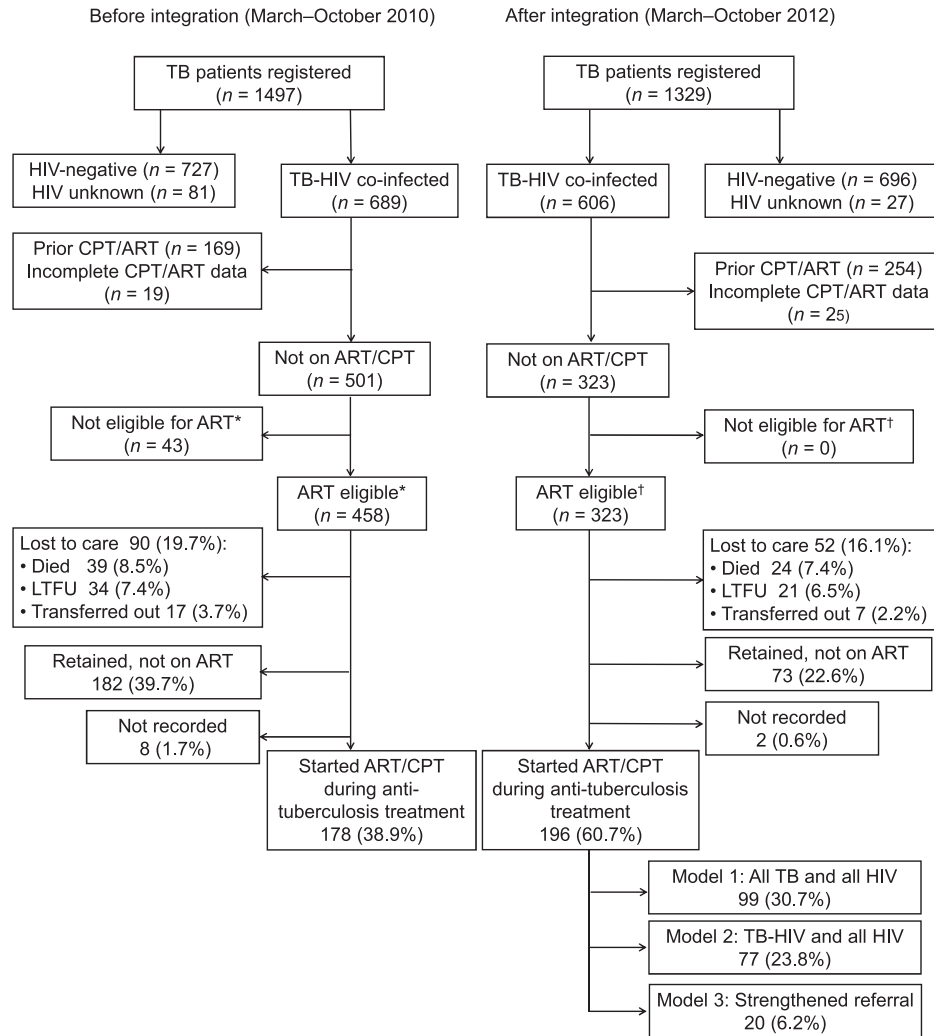 Before integration (March–October 2010)
After integration (March–October 2012)
TB patients registered
(n = 1497)
TB patients registered
(n = 1329)
HIV-negative (n = 727)
HIV unknown (n = 81)
TB-HIV co-infected
(n = 689)
TB-HIV co-infected
(n = 606)
HIV-negative (n = 696)
HIV unknown (n = 27)
Prior CPT/ART (n = 169)
Incomplete CPT/ART data
(n = 19)
Prior CPT/ART (n = 254)
Incomplete CPT/ART data
(n = 25)
Not on ART/CPT
(n = 501)
Not on ART/CPT
(n = 323)
Not eligible for ART*
(n = 43)
Not eligible for ART†
(n = 0)
ART eligible*
(n = 458)
ART eligible†
(n = 323)
Lost to care 90 (19.7%):
• Died 39 (8.5%)
• LTFU 34 (7.4%)
• Transferred out 17 (3.7%)
Lost to care 52 (16.1%):
• Died 24 (7.4%)
• LTFU 21 (6.5%)
• Transferred out 7 (2.2%)
Retained, not on ART
182 (39.7%)
Retained, not on ART
73 (22.6%)
Not recorded
8 (1.7%)
Not recorded
2 (0.6%)
Started ART/CPT
during anti-
tuberculosis treatment
178 (38.9%)
Started ART/CPT
during anti-tuberculosis
treatment
196 (60.7%)
Model 1: All TB and all HIV
99 (30.7%)
Model 2: TB-HIV and all HIV
77 (23.8%)
Model 3: Strengthened referral
20 (6.2%)